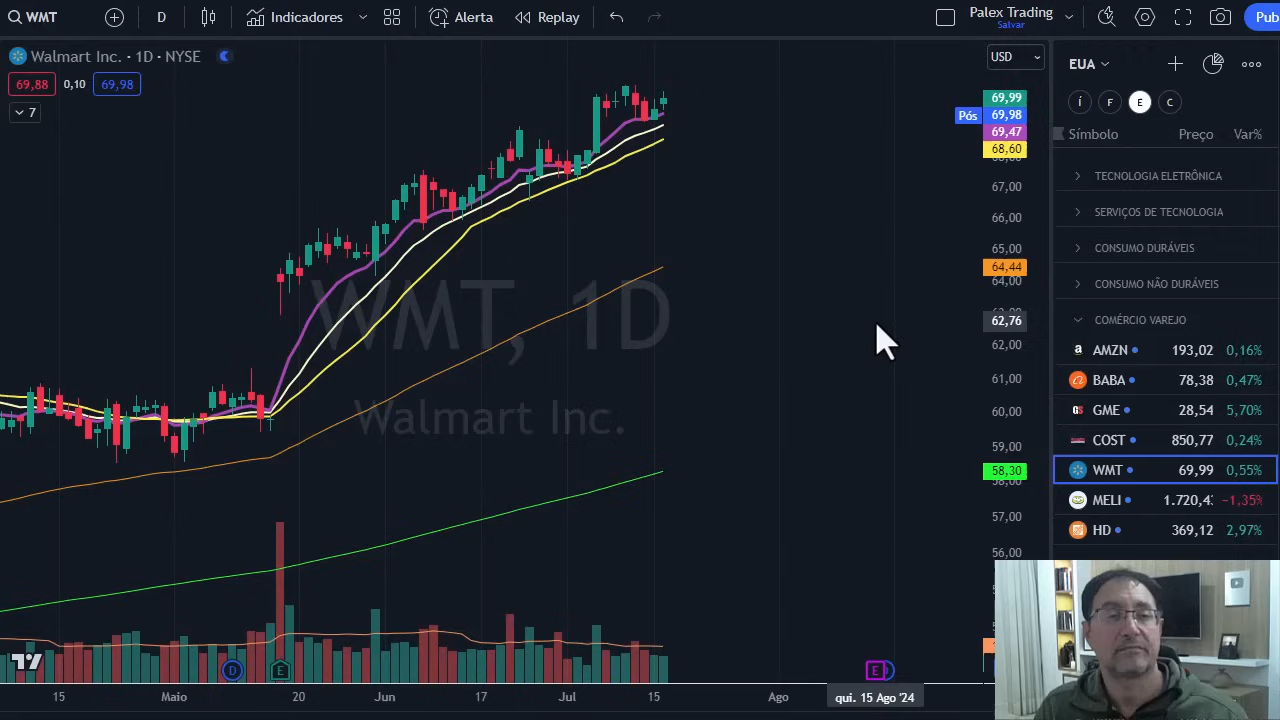 WMT
D
Indicadores
Alerta
Replay
Palex Trading
Salvar
Pub
Walmart Inc. · 1D · NYSE
69,88 0,10 69,98
7
USD
69,99
Pós 69,98
69,47
68,60
67,00
66,00
65,00
64,44
64,00
62,76
62,00
61,00
60,00
59,00
58,30
57,00
56,00
WMT, 1D
Walmart Inc.
D
E
E
15 Maio 20 Jun 17 Jul 15 Ago qui. 15 Ago '24
EUA
Í F E C
Símbolo Preço Var%
TECNOLOGIA ELETRÔNICA
SERVIÇOS DE TECNOLOGIA
CONSUMO DURÁVEIS
CONSUMO NÃO DURÁVEIS
COMÉRCIO VAREJO
AMZN 193,02 0,16%
BABA 78,38 0,47%
GME 28,54 5,70%
COST 850,77 0,24%
WMT 69,99 0,55%
MELI 1.720,4 −1,35%
HD 369,12 2,97%